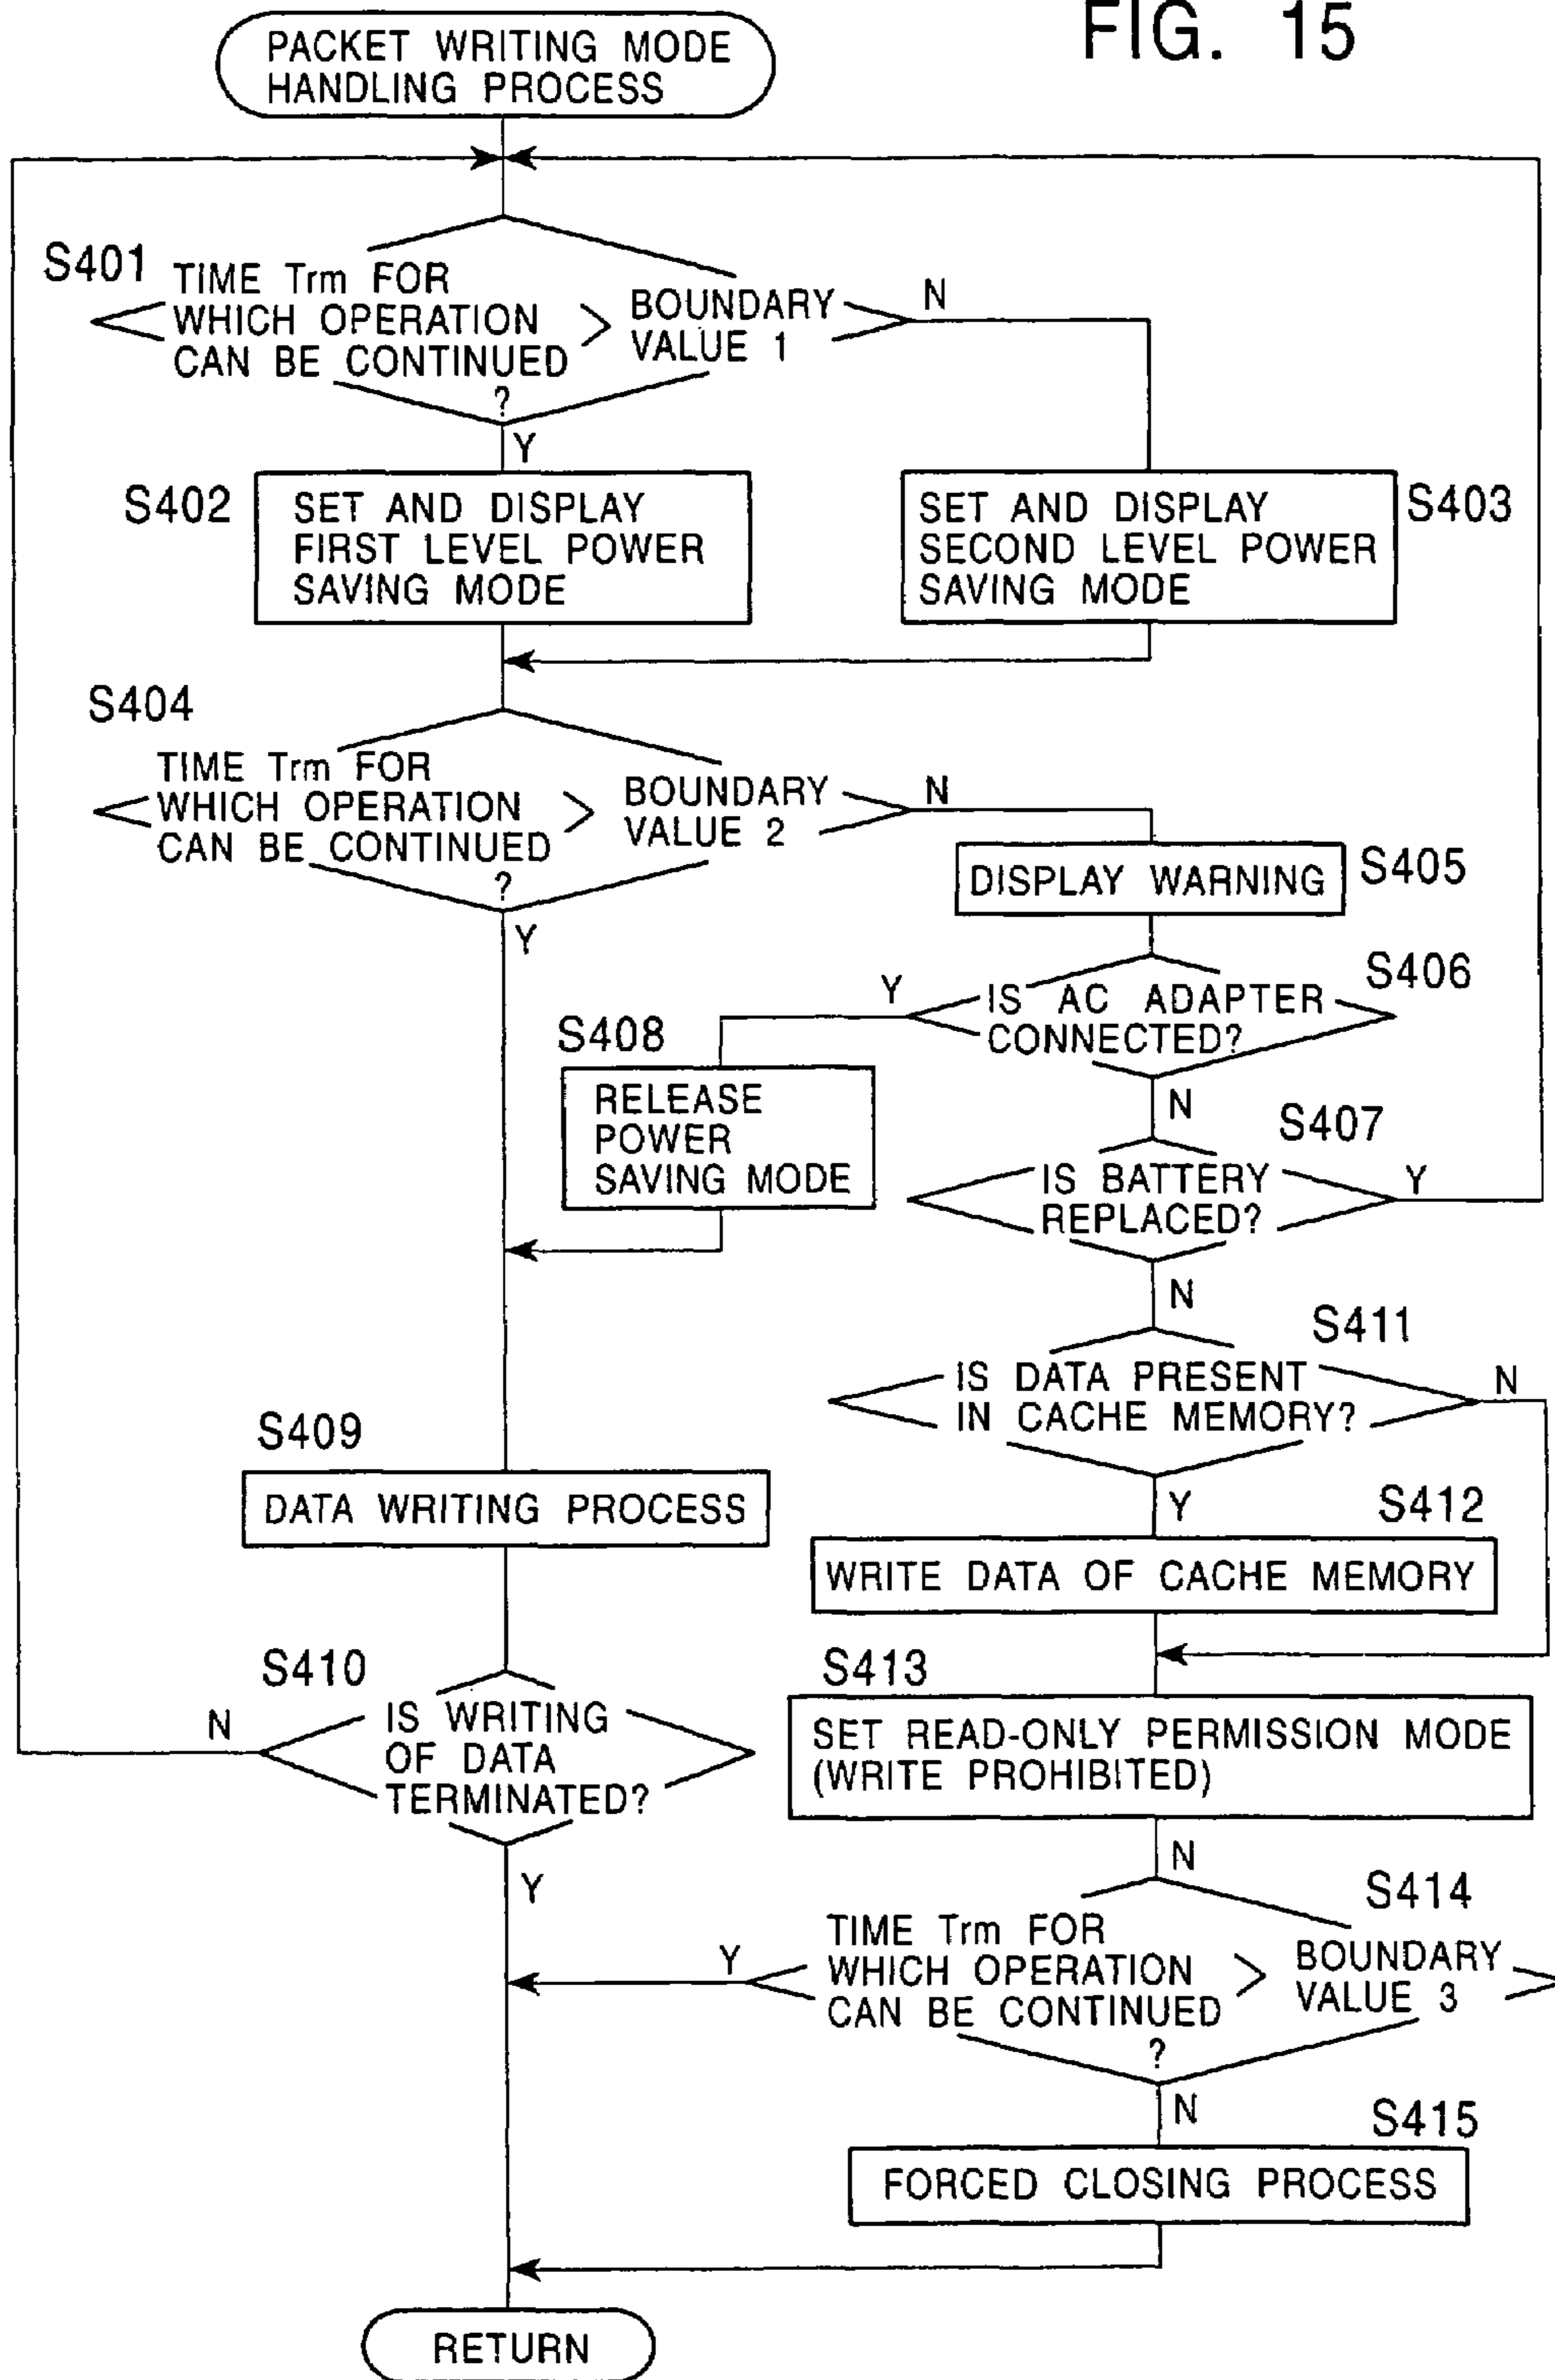 FIG. 15
PACKET WRITING MODE
HANDLING PROCESS
S401
TIME Trm FOR
WHICH OPERATION
CAN BE CONTINUED
>
BOUNDARY
VALUE 1
?
N
Y
S402
SET AND DISPLAY
FIRST LEVEL POWER
SAVING MODE
SET AND DISPLAY
SECOND LEVEL POWER
SAVING MODE
S403
S404
TIME Trm FOR
WHICH OPERATION
CAN BE CONTINUED
>
BOUNDARY
VALUE 2
?
N
Y
DISPLAY WARNING
S405
S406
IS AC ADAPTER
CONNECTED?
Y
N
S408
RELEASE
POWER
SAVING MODE
S407
IS BATTERY
REPLACED?
Y
N
S411
IS DATA PRESENT
IN CACHE MEMORY?
N
Y
S409
DATA WRITING PROCESS
S412
WRITE DATA OF CACHE MEMORY
S410
IS WRITING
OF DATA
TERMINATED?
N
Y
S413
SET READ-ONLY PERMISSION MODE
(WRITE PROHIBITED)
N
S414
TIME Trm FOR
WHICH OPERATION
CAN BE CONTINUED
>
BOUNDARY
VALUE 3
?
Y
N
S415
FORCED CLOSING PROCESS
RETURN